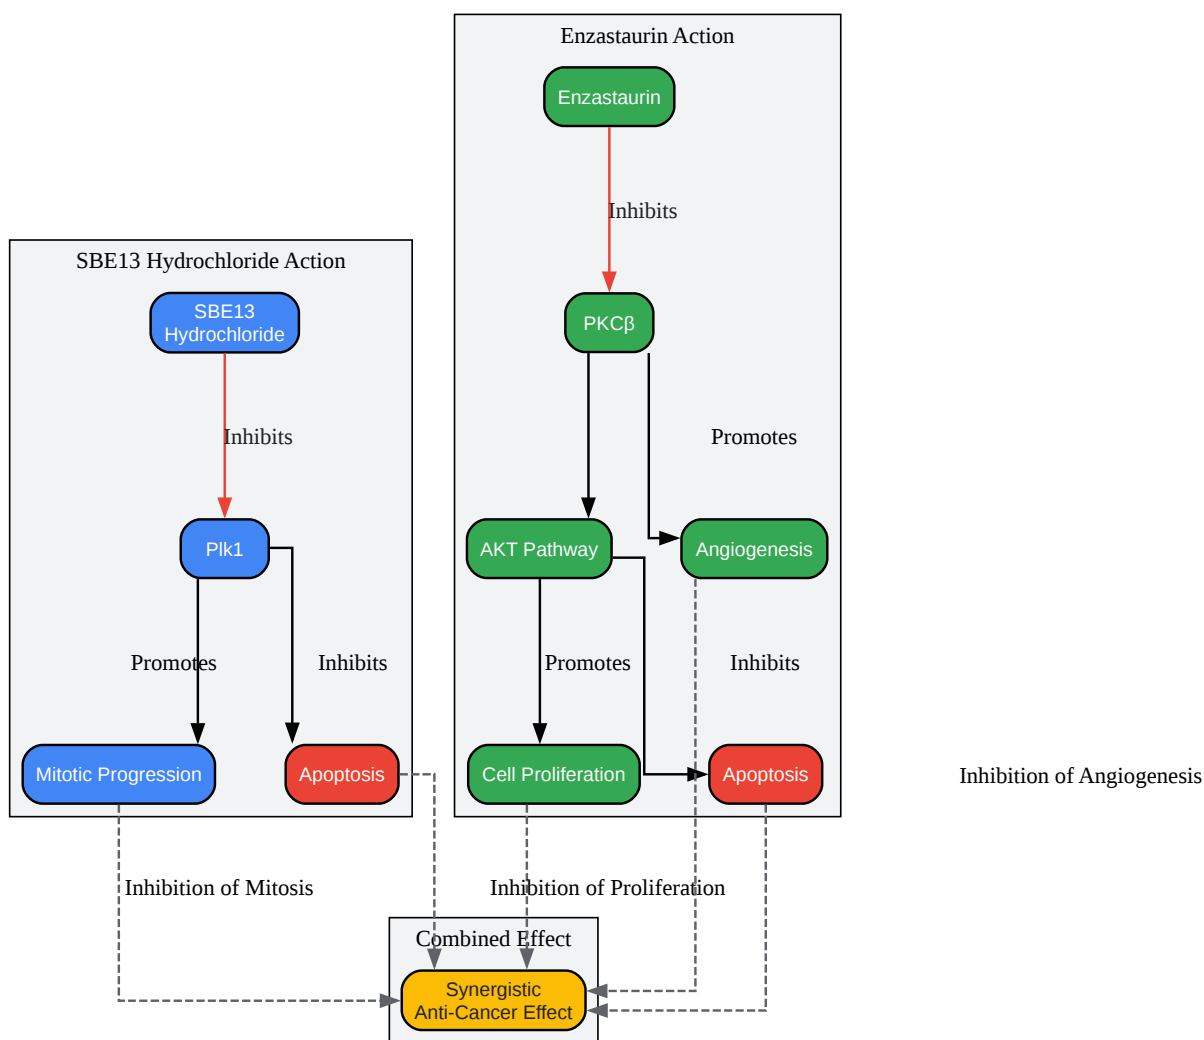 Enzastaurin Action
Enzastaurin
Inhibits
SBE13 Hydrochloride Action
SBE13
Hydrochloride
PKCβ
Inhibits
Promotes
Plk1
AKT Pathway
Angiogenesis
Promotes
Inhibits
Promotes
Inhibits
Mitotic Progression
Apoptosis
Cell Proliferation
Apoptosis
Inhibition of Angiogenesis
Inhibition of Mitosis
Inhibition of Proliferation
Combined Effect
Synergistic
Anti-Cancer Effect